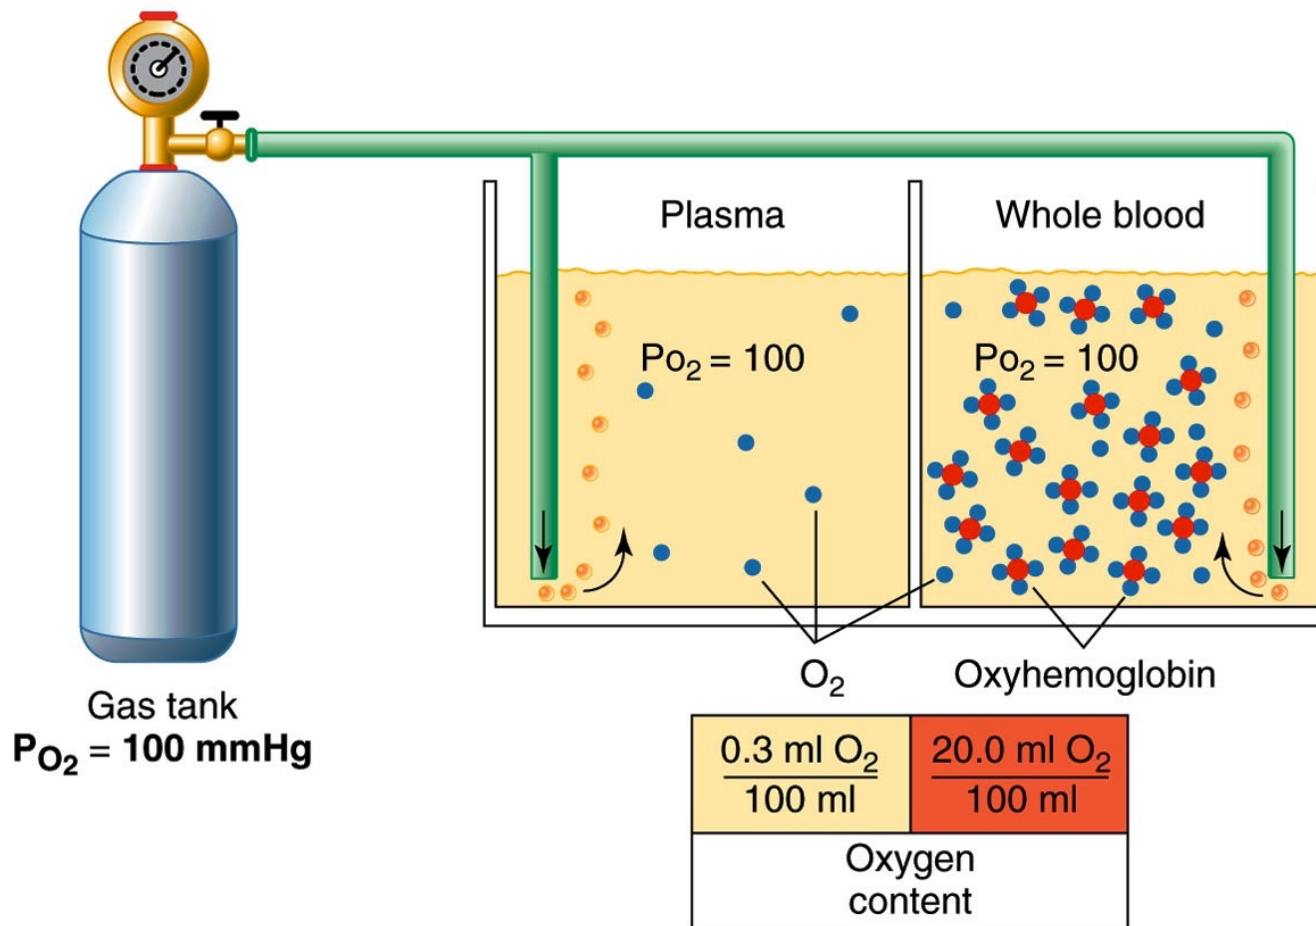 Plasma
Whole blood
Po₂ = 100
Po₂ = 100
O₂
Oxyhemoglobin
Gas tank
P_O₂ = 100 mmHg
0.3 ml O₂
100 ml
20.0 ml O₂
100 ml
Oxygen
content